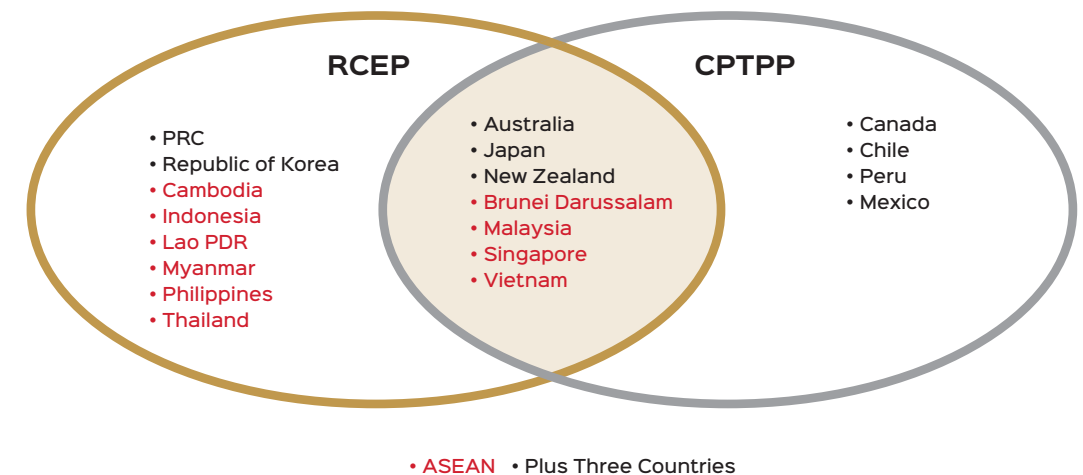 RCEP
CPTPP
• PRC
• Republic of Korea
• Cambodia
• Indonesia
• Lao PDR
• Myanmar
• Philippines
• Thailand
• Australia
• Japan
• New Zealand
• Brunei Darussalam
• Malaysia
• Singapore
• Vietnam
• Canada
• Chile
• Peru
• Mexico
• ASEAN • Plus Three Countries